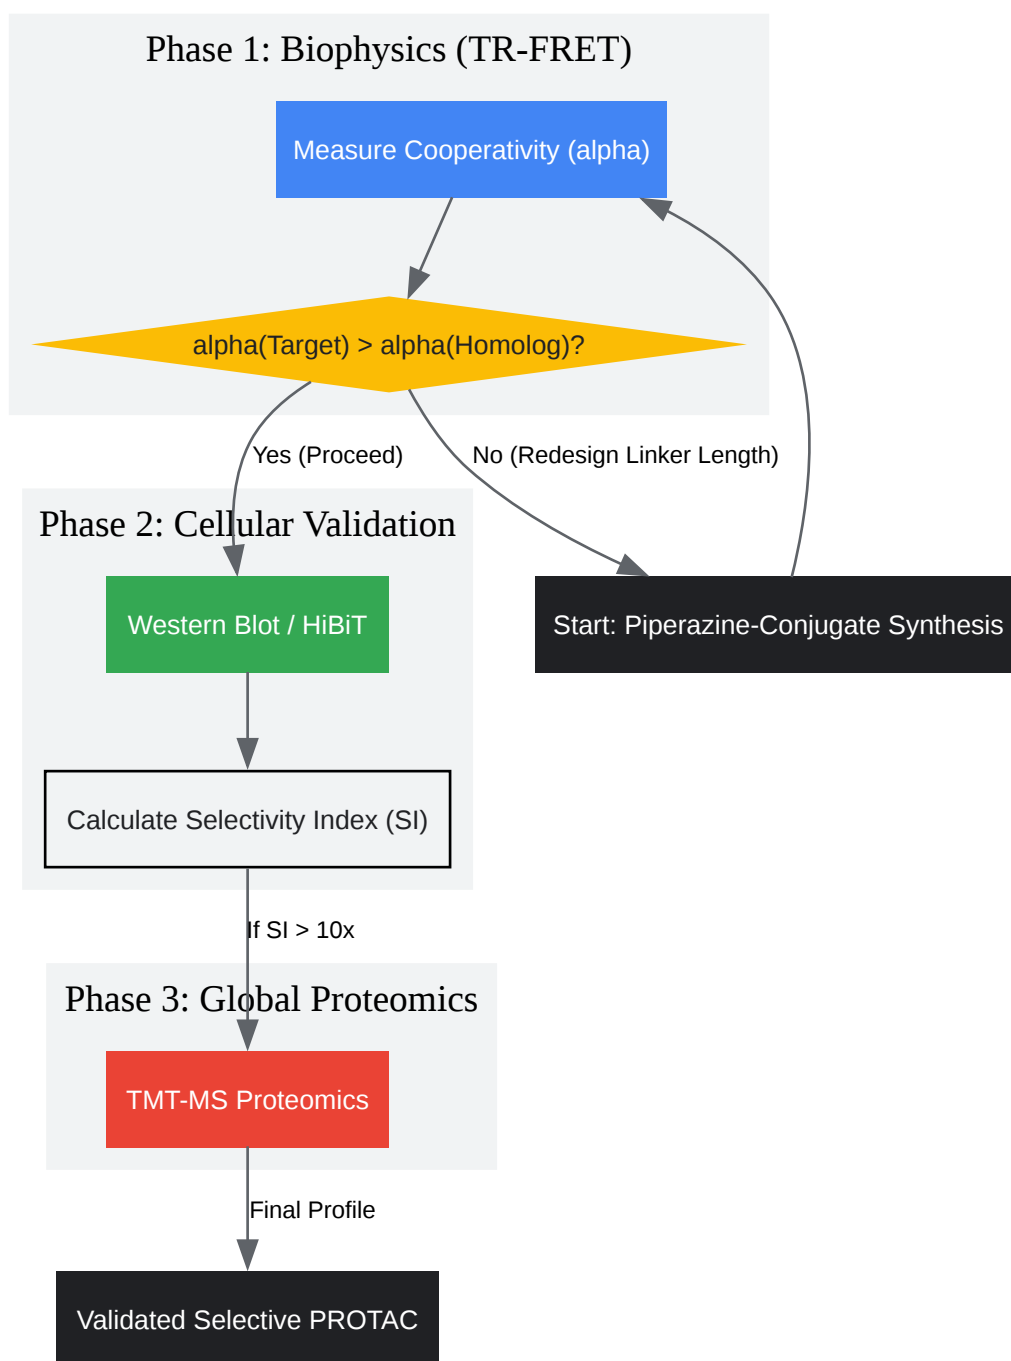 Phase 1: Biophysics (TR-FRET)
Measure Cooperativity (alpha)
alpha(Target) > alpha(Homolog)?
Yes (Proceed)
No (Redesign Linker Length)
Phase 2: Cellular Validation
Western Blot / HiBiT
Start: Piperazine-Conjugate Synthesis
Calculate Selectivity Index (SI)
If SI > 10x
Phase 3: Global Proteomics
TMT-MS Proteomics
Final Profile
Validated Selective PROTAC